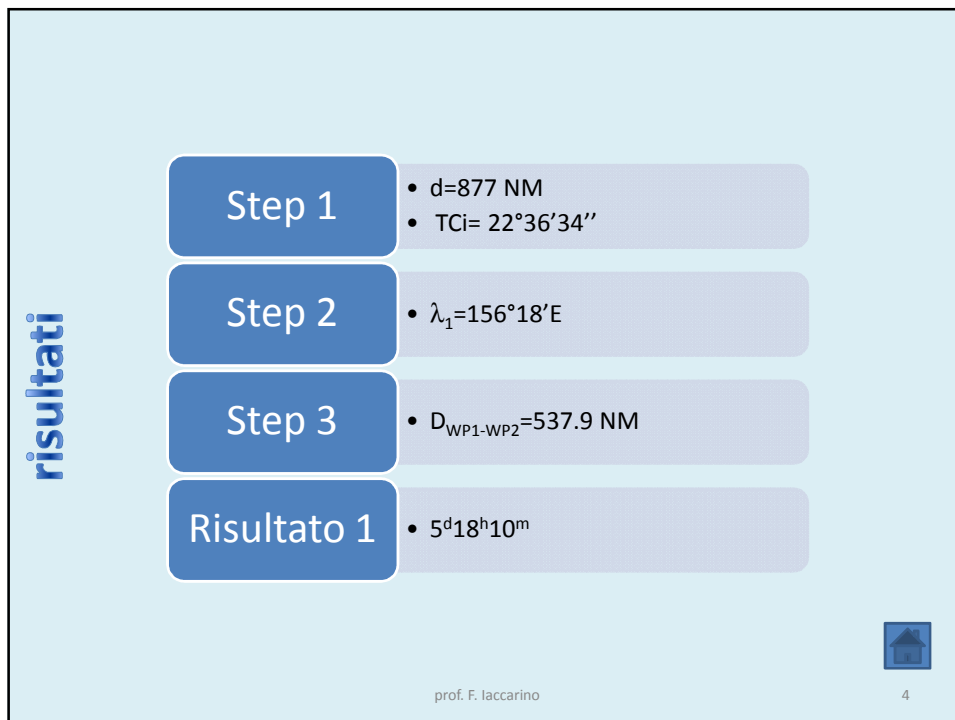 risultati
Step 1
• d=877 NM
• TCi= 22°36’34’’
Step 2
• λ₁=156°18’E
Step 3
• D_WP1-WP2=537.9 NM
Risultato 1
• 5ᵈ18ʰ10ᵐ
prof. F. Iaccarino
4